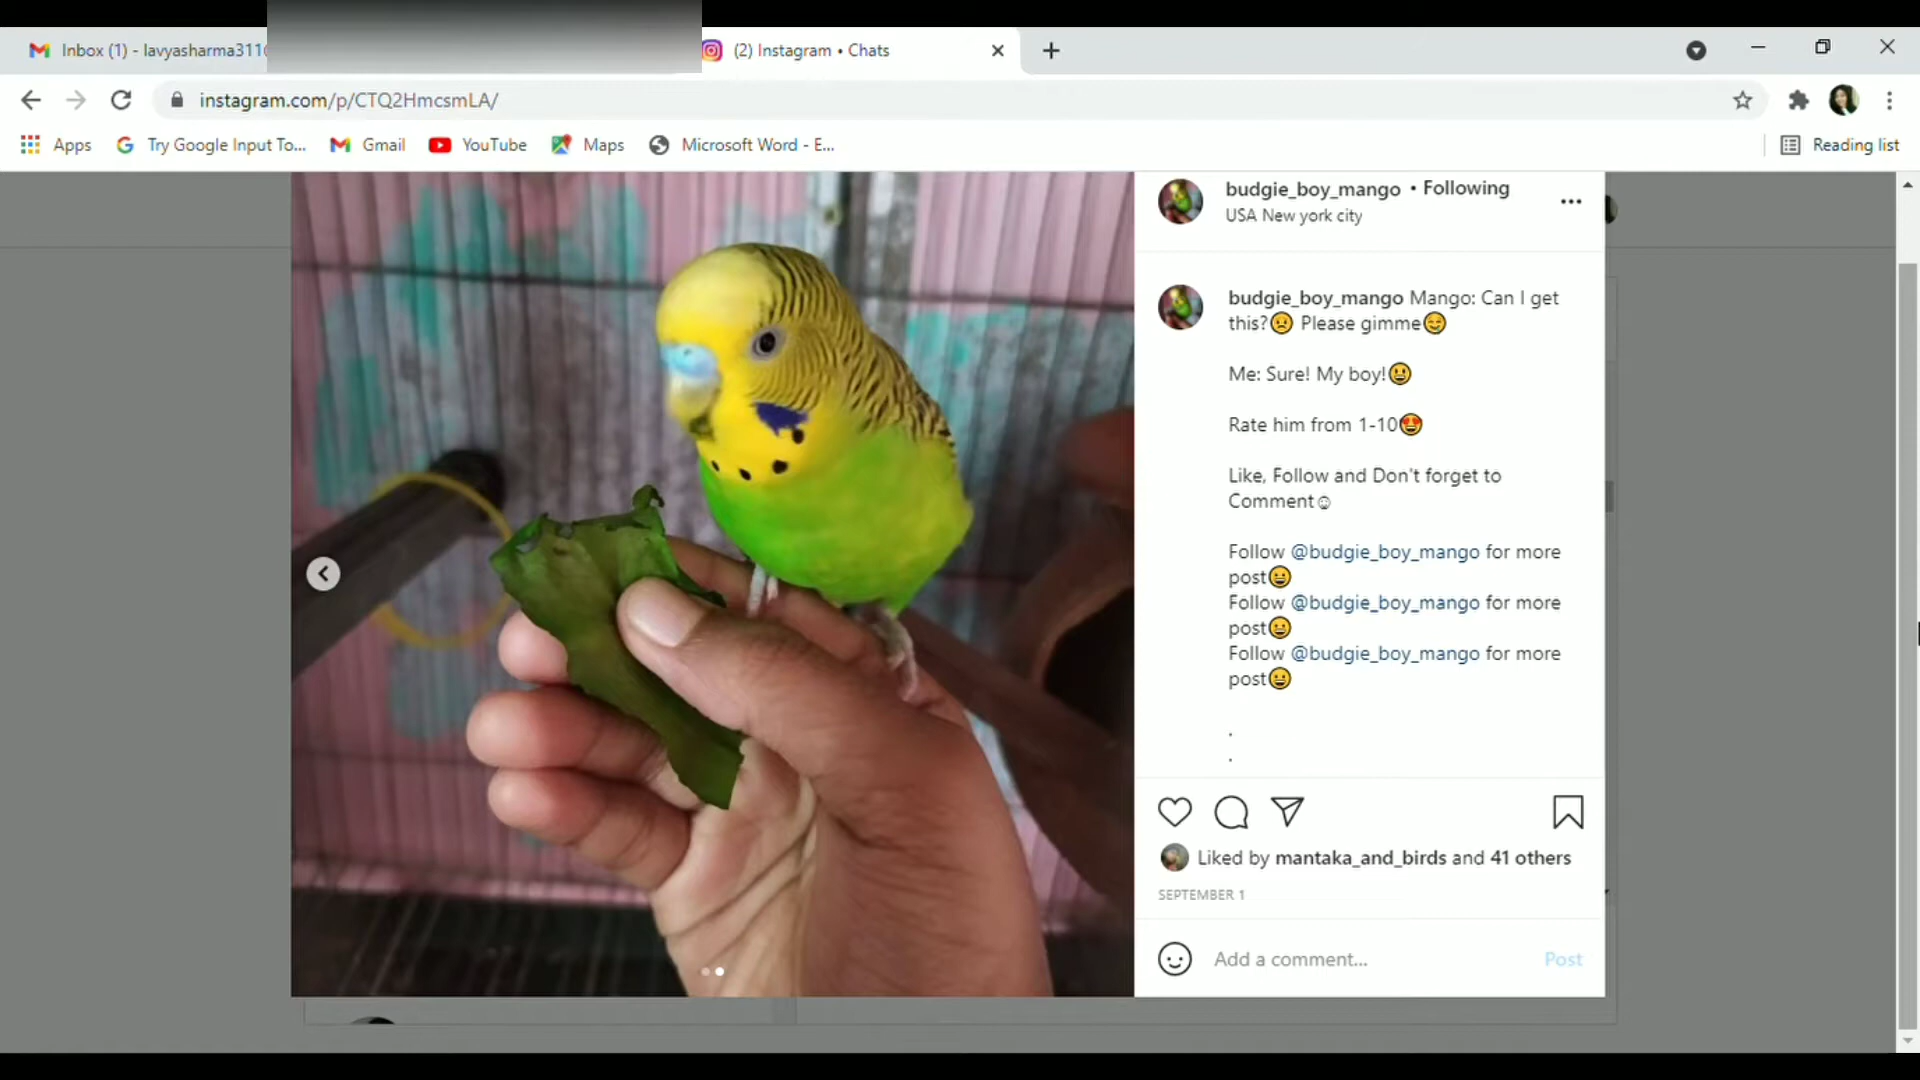 Inbox (1) - lavyasharma311
(2) Instagram • Chats
instagram.com/p/CTQ2HmcsmLA/
Apps
Try Google Input To...
Gmail
YouTube
Maps
Microsoft Word - E...
Reading list
budgie_boy_mango • Following
USA New york city
budgie_boy_mango Mango: Can I get
this?☹️ Please gimme😏
Me: Sure! My boy!😀
Rate him from 1-10😍
Like, Follow and Don't forget to
Comment☺
Follow @budgie_boy_mango for more
post😀
Follow @budgie_boy_mango for more
post😀
Follow @budgie_boy_mango for more
post😀
.
.
Liked by mantaka_and_birds and 41 others
SEPTEMBER 1
Add a comment...
Post